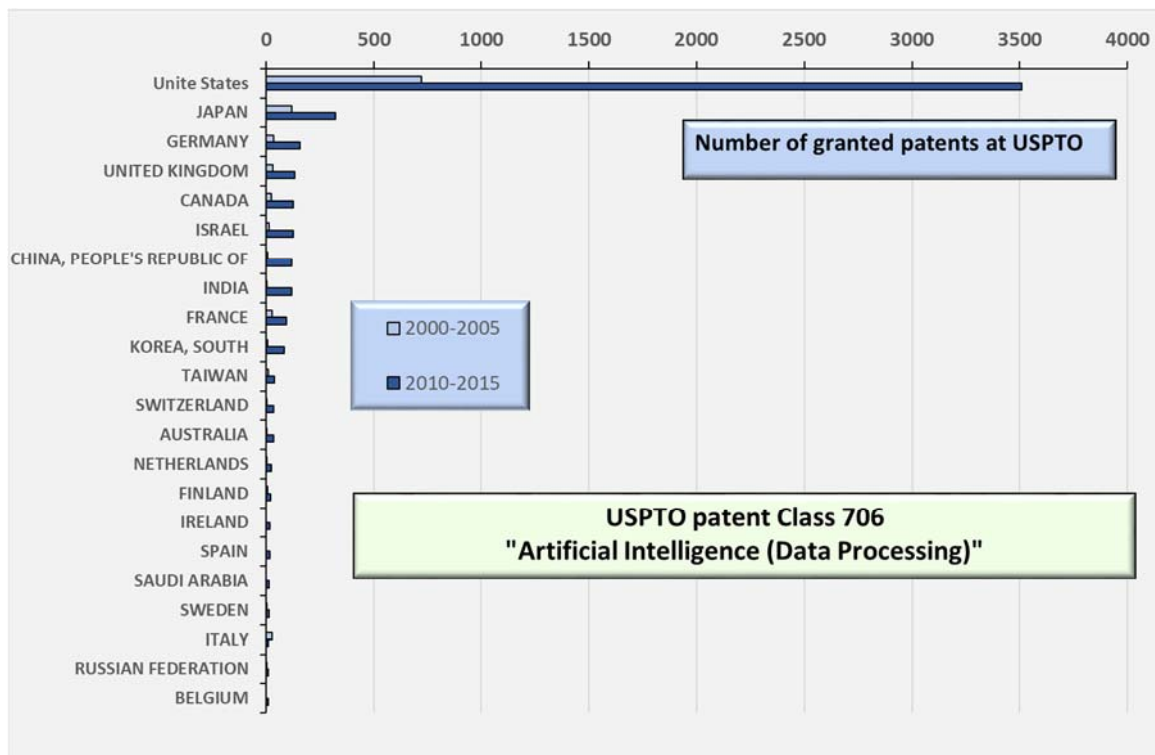 0 500 1000 1500 2000 2500 3000 3500 4000
Unite States
JAPAN
GERMANY
UNITED KINGDOM
CANADA
ISRAEL
CHINA, PEOPLE'S REPUBLIC OF
INDIA
FRANCE
KOREA, SOUTH
TAIWAN
SWITZERLAND
AUSTRALIA
NETHERLANDS
FINLAND
IRELAND
SPAIN
SAUDI ARABIA
SWEDEN
ITALY
RUSSIAN FEDERATION
BELGIUM
Number of granted patents at USPTO
2000-2005
2010-2015
USPTO patent Class 706
"Artificial Intelligence (Data Processing)"